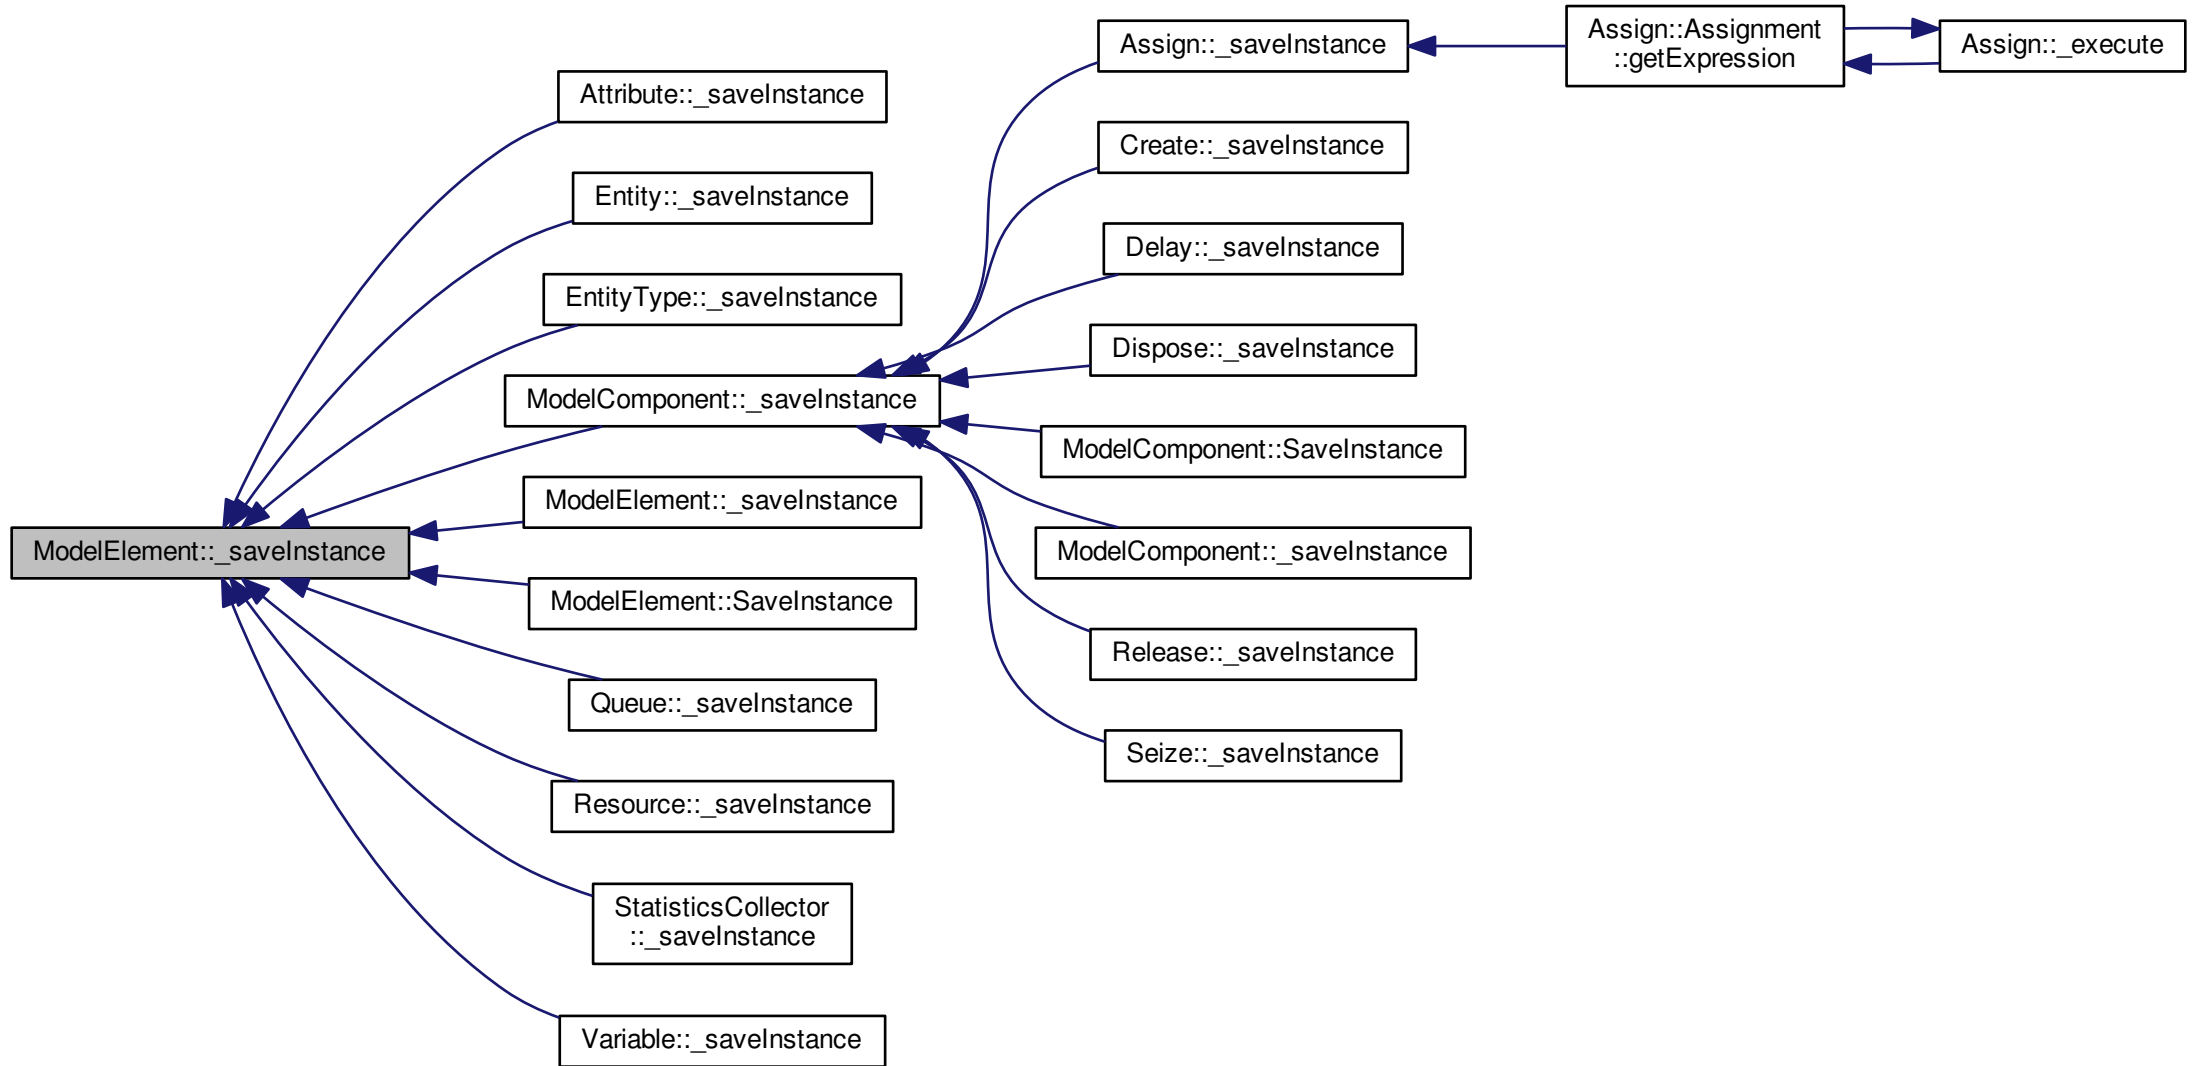 Assign::_saveInstance
Assign::Assignment
::getExpression
Assign::_execute
Attribute::_saveInstance
Create::_saveInstance
Entity::_saveInstance
Delay::_saveInstance
EntityType::_saveInstance
Dispose::_saveInstance
ModelComponent::_saveInstance
ModelComponent::SaveInstance
ModelElement::_saveInstance
ModelElement::_saveInstance
ModelComponent::_saveInstance
ModelElement::SaveInstance
Release::_saveInstance
Queue::_saveInstance
Seize::_saveInstance
Resource::_saveInstance
StatisticsCollector
::_saveInstance
Variable::_saveInstance